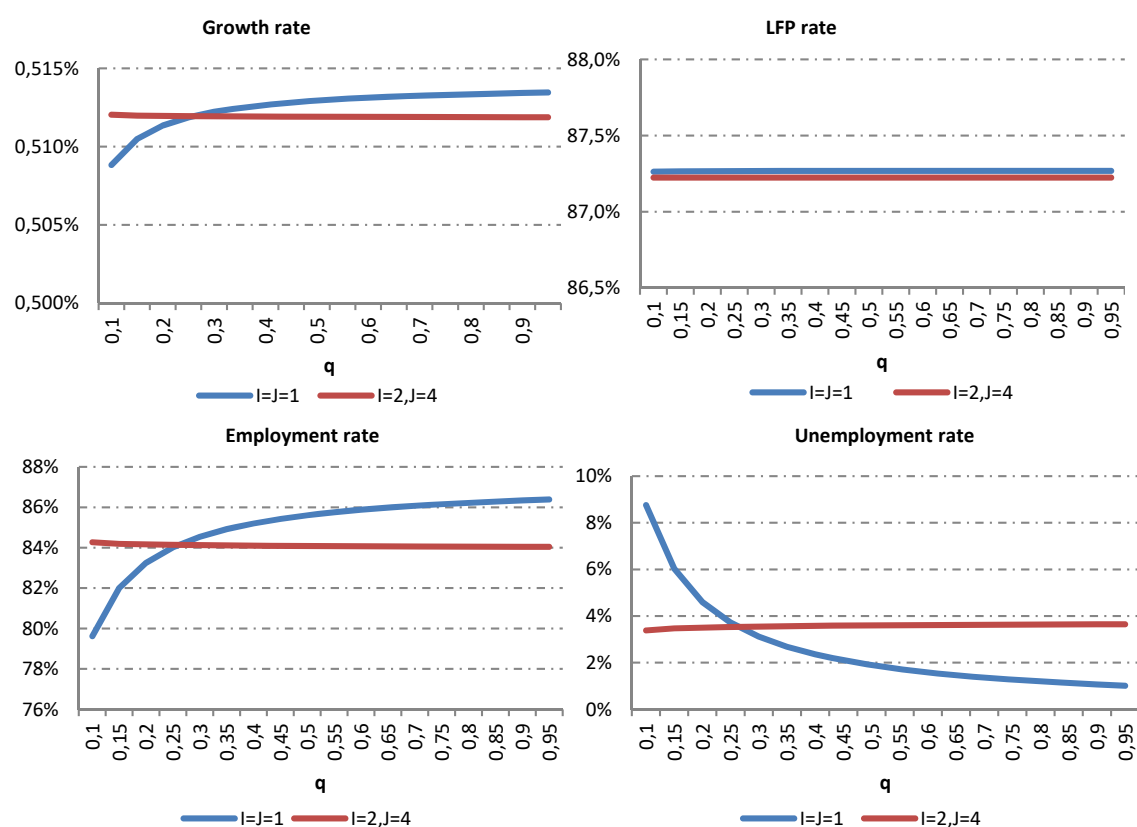 Growth rate
0,515%
0,510%
0,505%
0,500%
0,1 0,2 0,3 0,4 0,5 0,6 0,7 0,8 0,9
q
I=J=1 I=2,J=4
LFP rate
88,0%
87,5%
87,0%
86,5%
0,1 0,15 0,2 0,25 0,3 0,35 0,4 0,45 0,5 0,55 0,6 0,65 0,7 0,75 0,8 0,85 0,9 0,95
q
I=J=1 I=2,J=4
Employment rate
88%
86%
84%
82%
80%
78%
76%
0,1 0,15 0,2 0,25 0,3 0,35 0,4 0,45 0,5 0,55 0,6 0,65 0,7 0,75 0,8 0,85 0,9 0,95
q
I=J=1 I=2,J=4
Unemployment rate
10%
8%
6%
4%
2%
0%
0,1 0,15 0,2 0,25 0,3 0,35 0,4 0,45 0,5 0,55 0,6 0,65 0,7 0,75 0,8 0,85 0,9 0,95
q
I=J=1 I=2,J=4